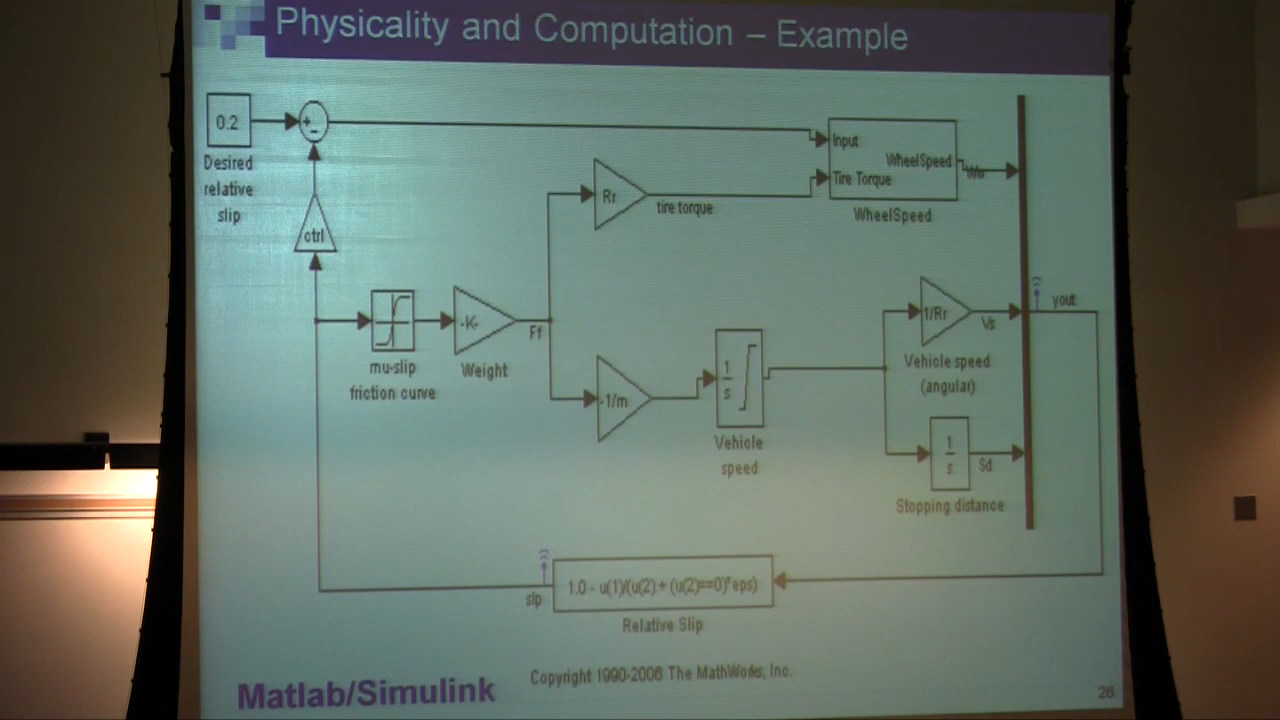 Physicality and Computation – Example
0.2
Desired
relative
slip
+
-
ctrl
mu-slip
friction curve
-K-
Weight
Ff
Rr
tire torque
Input
Tire Torque
WheelSpeed
WheelSpeed
-1/m
1
s
Vehicle
speed
1/Rr
Vs
Vehicle speed
(angular)
1
s
Sd
Stopping distance
yout
slp
1.0 - u(1)/(u(2) + (u(2)==0)*eps)
Relative Slip
Copyright 1990-2006 The MathWorks, Inc.
Matlab/Simulink
26